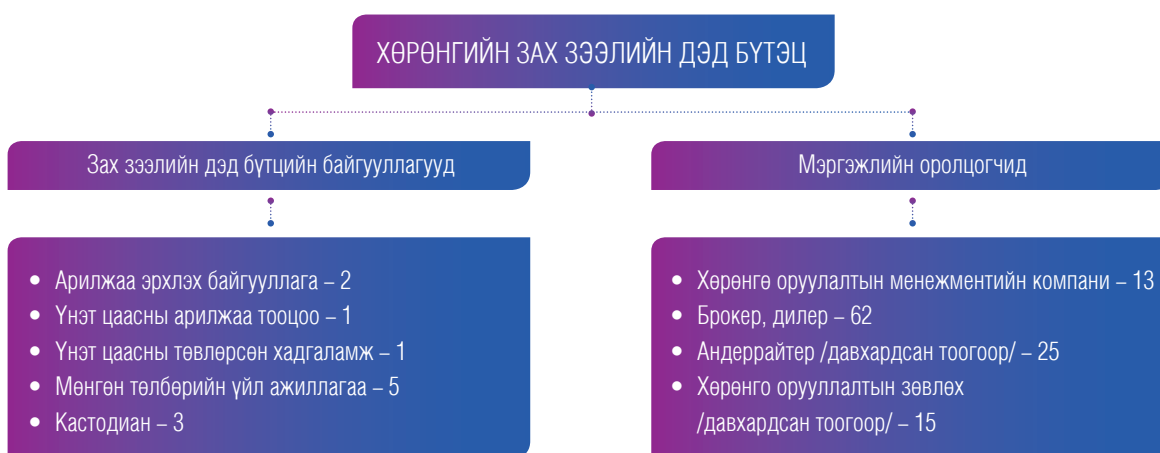 ХӨРӨНГИЙН ЗАХ ЗЭЭЛИЙН ДЭД БҮТЭЦ
Зах зээлийн дэд бүтцийн байгууллагууд
• Арилжаа эрхлэх байгууллага – 2
• Үнэт цаасны арилжаа тооцоо – 1
• Үнэт цаасны төвлөрсөн хадгаламж – 1
• Мөнгөн төлбөрийн үйл ажиллагаа – 5
• Кастодиан – 3
Мэргэжлийн оролцогчид
• Хөрөнгө оруулалтын менежментийн компани – 13
• Брокер, дилер – 62
• Андеррайтер /давхардсан тоогоор/ – 25
• Хөрөнго орууллалтын зөвлөх
/давхардсан тоогоор/ – 15